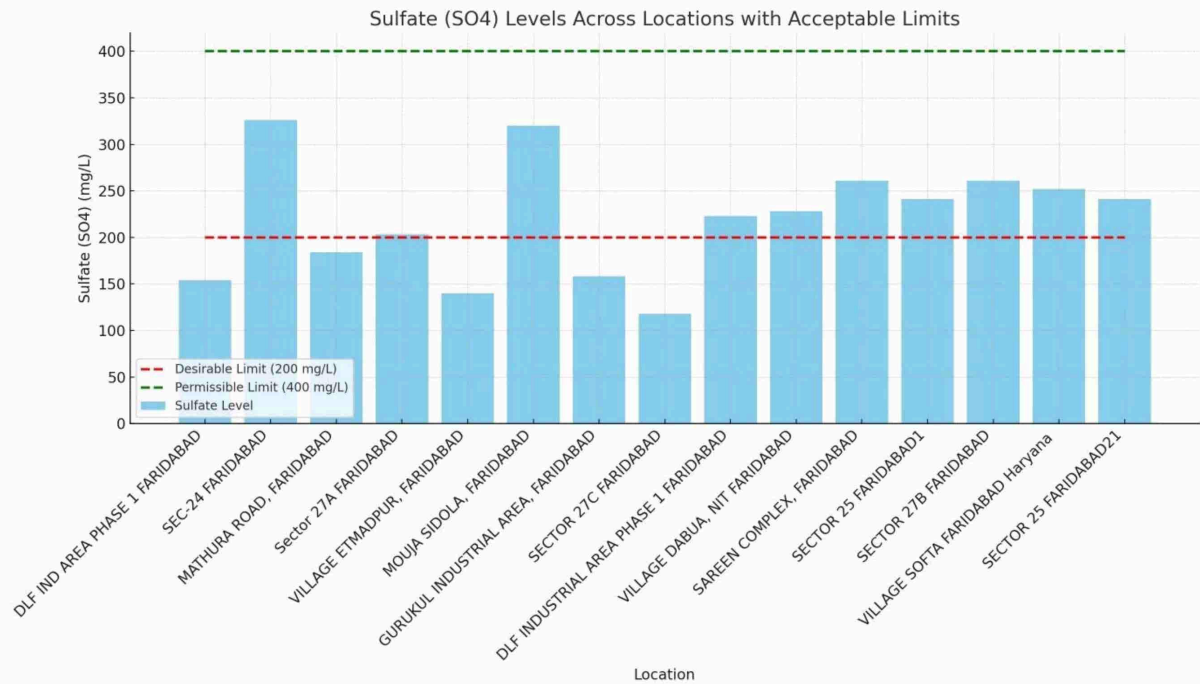 Sulfate (SO4) Levels Across Locations with Acceptable Limits
Sulfate (SO4) (mg/L)
400
350
300
250
200
150
100
50
0
Desirable Limit (200 mg/L)
Permissible Limit (400 mg/L)
Sulfate Level
DLF IND AREA PHASE 1 FARIDABAD
SEC-24 FARIDABAD
MATHURA ROAD, FARIDABAD
Sector 27A FARIDABAD
VILLAGE ETMADPUR, FARIDABAD
MOUJA SIDOLA, FARIDABAD
GURUKUL INDUSTRIAL AREA, FARIDABAD
SECTOR 27C FARIDABAD
DLF INDUSTRIAL AREA PHASE 1 FARIDABAD
VILLAGE DABUA, NIT FARIDABAD
SAREEN COMPLEX, FARIDABAD
SECTOR 25 FARIDABAD1
SECTOR 27B FARIDABAD
VILLAGE SOFTA FARIDABAD Haryana
SECTOR 25 FARIDABAD21
Location